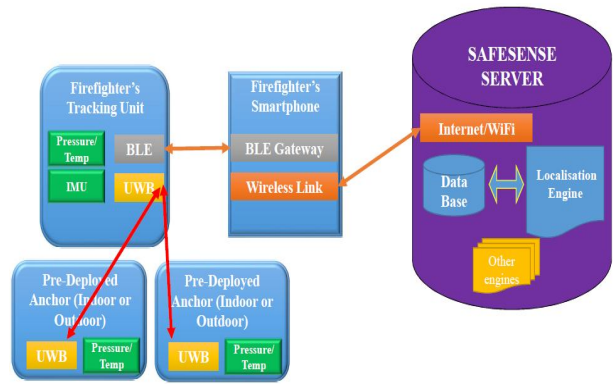 Firefighter's
Tracking Unit
Pressure/
Temp
BLE
IMU
UWB
Firefighter's
Smartphone
BLE Gateway
Wireless Link
SAFESENSE
SERVER
Internet/WiFi
Data
Base
Localisation
Engine
Other
engines
Pre-Deployed
Anchor (Indoor or
Outdoor)
UWB
Pressure/
Temp
Pre-Deployed
Anchor (Indoor or
Outdoor)
UWB
Pressure/
Temp